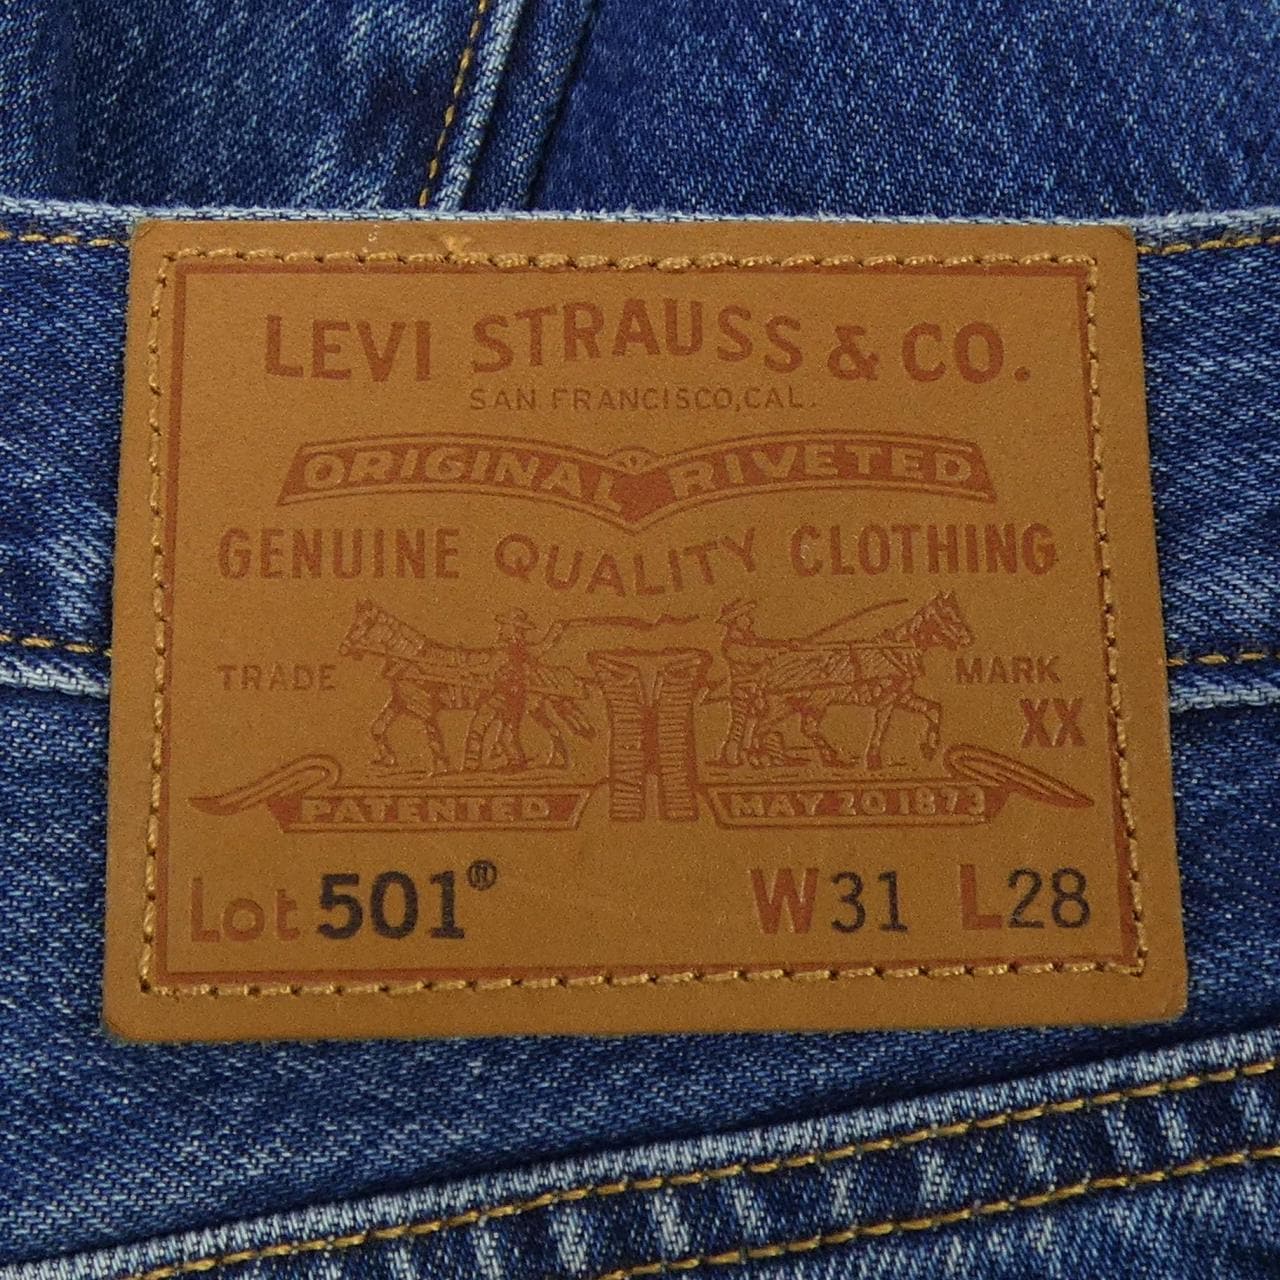 LEVI STRAUSS & CO.
SAN FRANCISCO, CAL.
ORIGINAL RIVETED
GENUINE QUALITY CLOTHING
TRADE MARK
XX
PATENTED MAY 20 1873
Lot 501® W31 L28